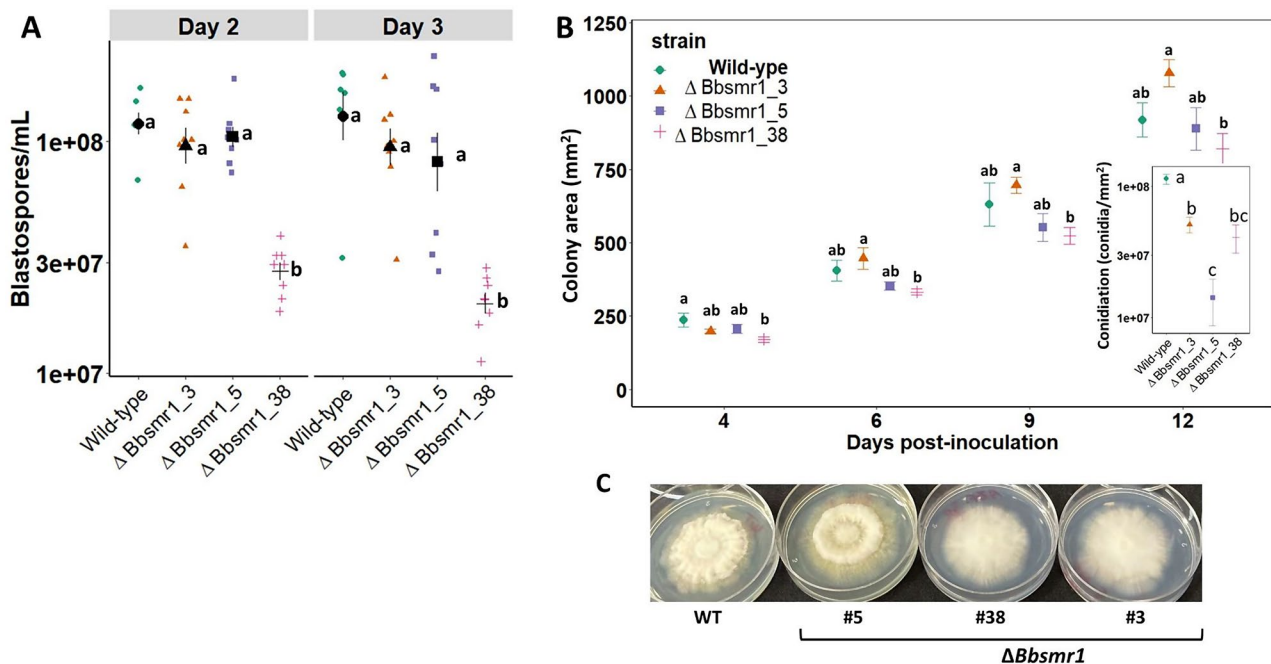 A
Day 2
Day 3
Blastospores/mL
1e+08
3e+07
1e+07
a
a
a
b
a
a
a
b
Wild-type
Δ Bbsmr1_3
Δ Bbsmr1_5
Δ Bbsmr1_38
Wild-type
Δ Bbsmr1_3
Δ Bbsmr1_5
Δ Bbsmr1_38
B
strain
Wild-ype
Δ Bbsmr1_3
Δ Bbsmr1_5
Δ Bbsmr1_38
Colony area (mm²)
1250
1000
750
500
250
0
a
ab
ab
b
ab
a
ab
b
ab
a
ab
b
ab
a
ab
b
4
6
9
12
Days post-inoculation
Conidiation (conidia/mm²)
1e+08
3e+07
1e+07
a
b
c
bc
Wild-ype
Δ Bbsmr1_3
Δ Bbsmr1_5
Δ Bbsmr1_38
C
WT
#5
#38
#3
ΔBbsmr1